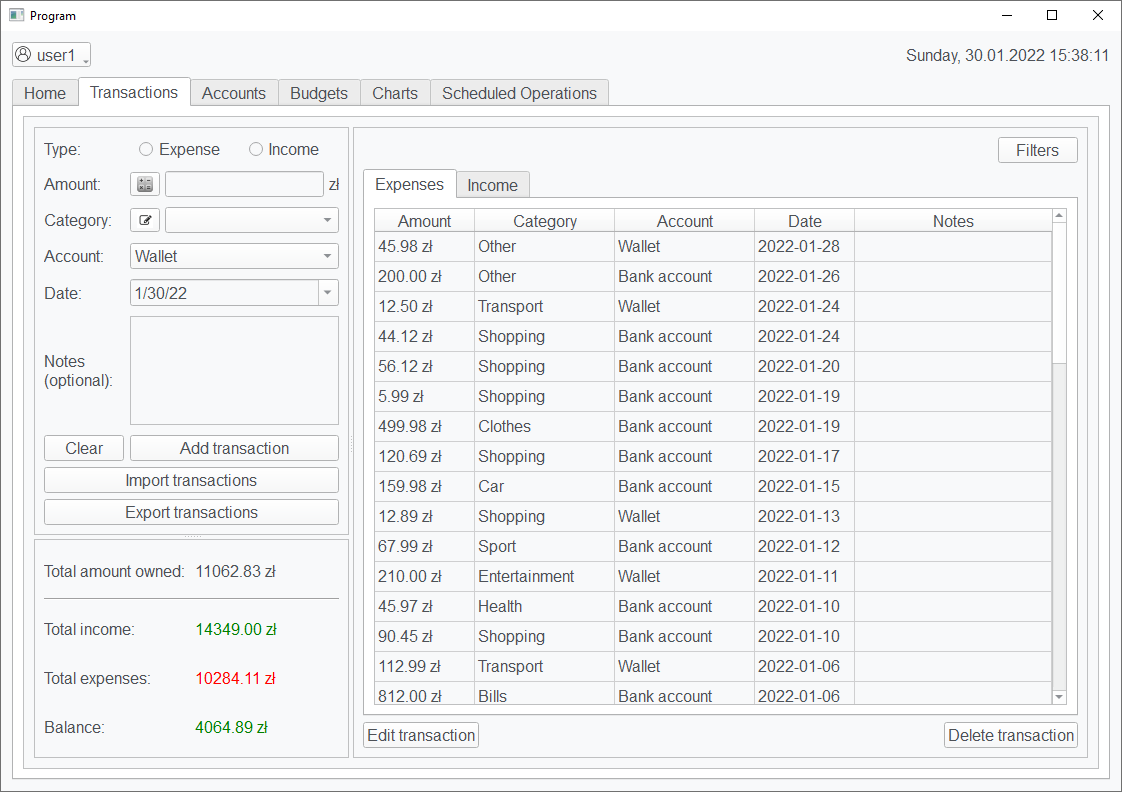 Program
user1
Sunday, 30.01.2022 15:38:11
Home Transactions Accounts Budgets Charts Scheduled Operations
Type: Expense Income
Amount: zł
Category:
Account: Wallet
Date: 1/30/22
Notes
(optional):
Clear Add transaction
Import transactions
Export transactions
Total amount owned: 11062.83 zł
Total income: 14349.00 zł
Total expenses: 10284.11 zł
Balance: 4064.89 zł
Filters
Expenses Income
Amount Category Account Date Notes
45.98 zł Other Wallet 2022-01-28
200.00 zł Other Bank account 2022-01-26
12.50 zł Transport Wallet 2022-01-24
44.12 zł Shopping Bank account 2022-01-24
56.12 zł Shopping Bank account 2022-01-20
5.99 zł Shopping Bank account 2022-01-19
499.98 zł Clothes Bank account 2022-01-19
120.69 zł Shopping Bank account 2022-01-17
159.98 zł Car Bank account 2022-01-15
12.89 zł Shopping Wallet 2022-01-13
67.99 zł Sport Bank account 2022-01-12
210.00 zł Entertainment Wallet 2022-01-11
45.97 zł Health Bank account 2022-01-10
90.45 zł Shopping Bank account 2022-01-10
112.99 zł Transport Wallet 2022-01-06
812.00 zł Bills Bank account 2022-01-06
Edit transaction Delete transaction